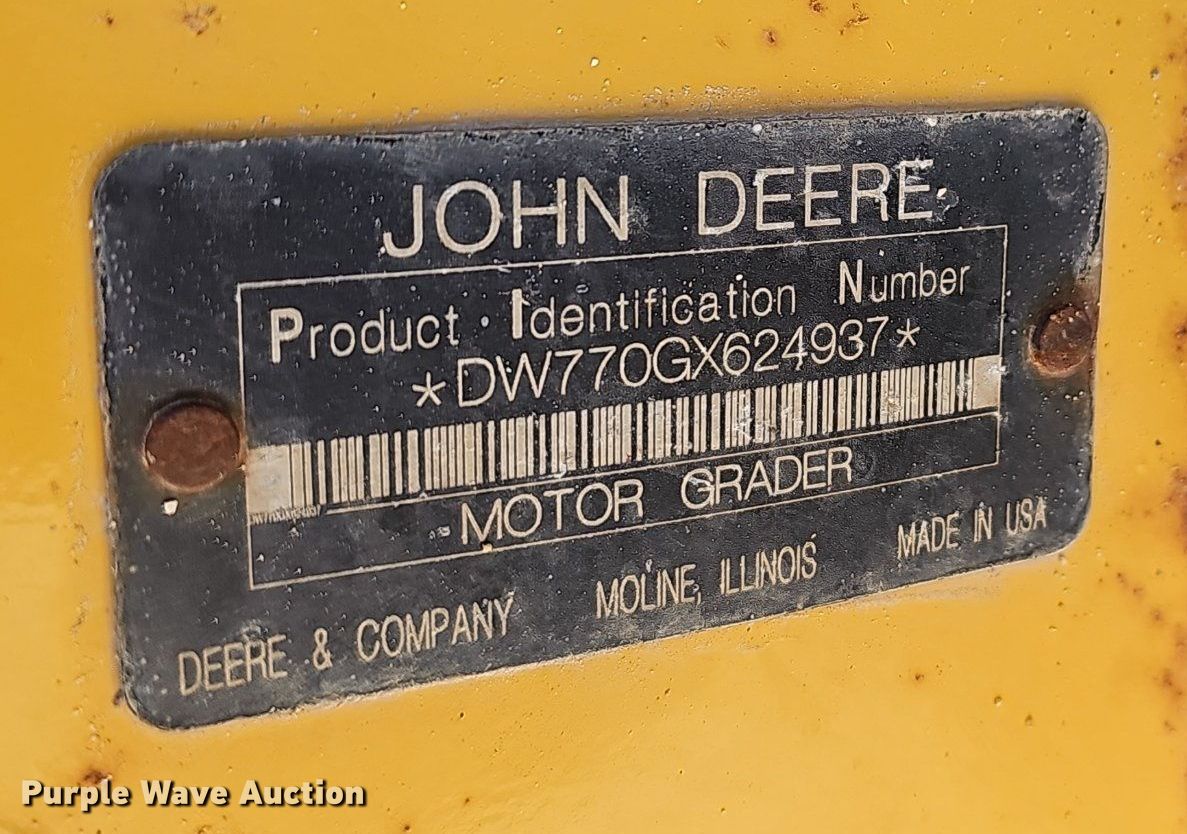 JOHN DEERE
Product Identification Number
*DW770GX624937*
MOTOR GRADER
DEERE & COMPANY MOLINE, ILLINOIS MADE IN USA
Purple Wave Auction